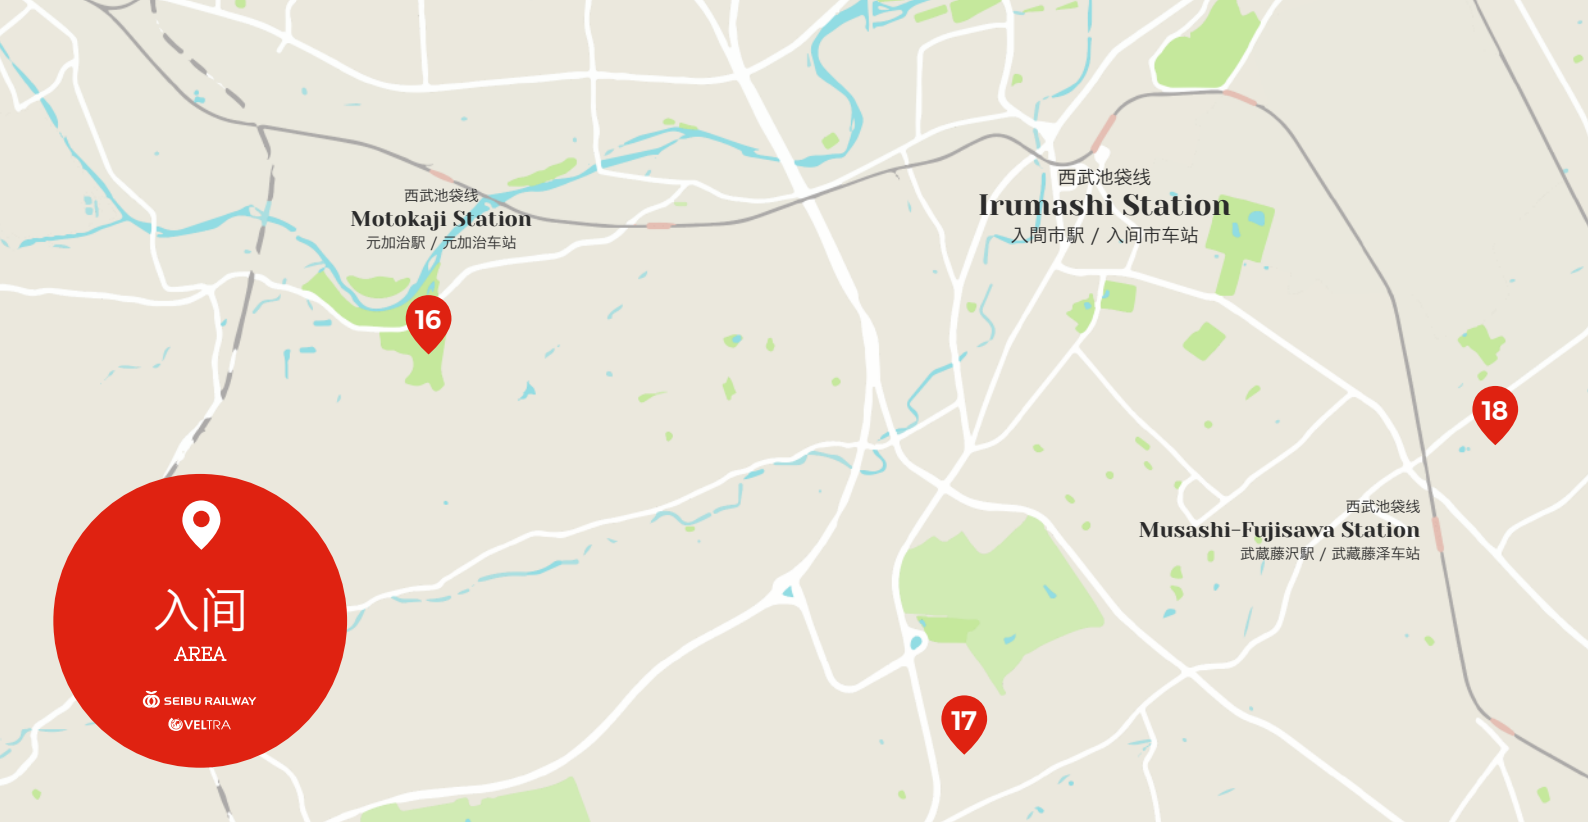 西武池袋线
Motokaji Station
元加治駅 / 元加治车站
西武池袋线
Irumashi Station
入間市駅 / 入间市车站
16
18
西武池袋线
Musashi-Fujisawa Station
武蔵藤沢駅 / 武藏藤泽车站
入间
AREA
SEIBU RAILWAY
VELTRA
17